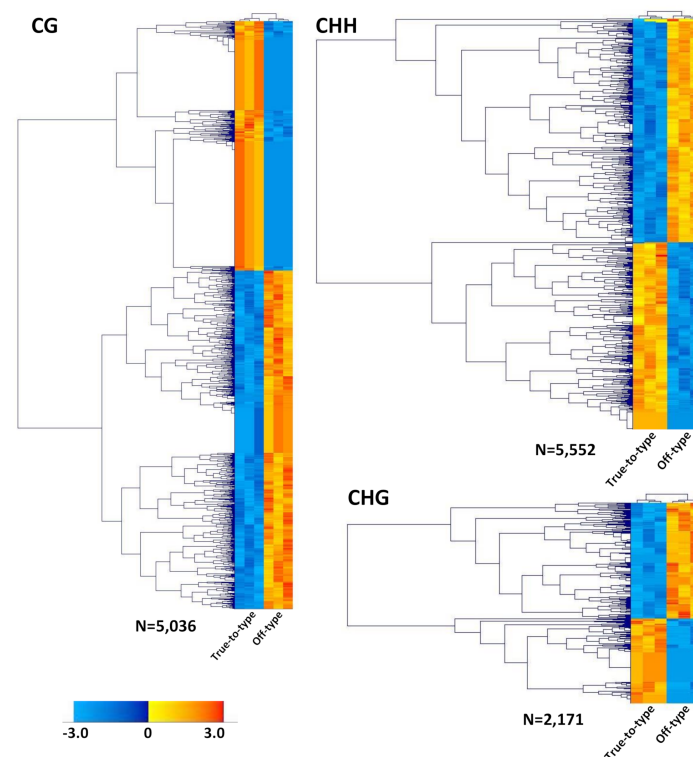 CG
True-to-type
Off-type
N=5,036
CHH
True-to-type
Off-type
N=5,552
CHG
True-to-type
Off-type
N=2,171
-3.0 0 3.0